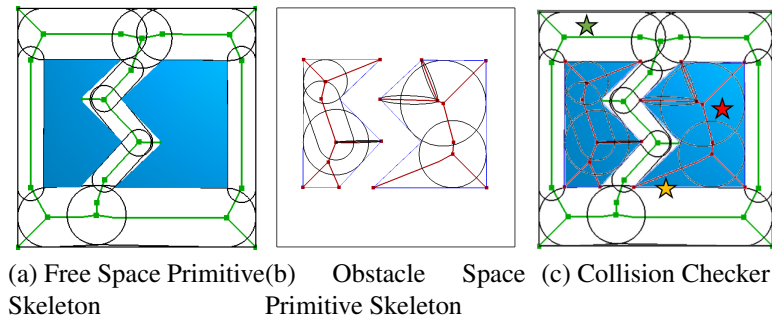 (a) Free Space Primitive
Skeleton
(b) Obstacle Space
Primitive Skeleton
(c) Collision Checker